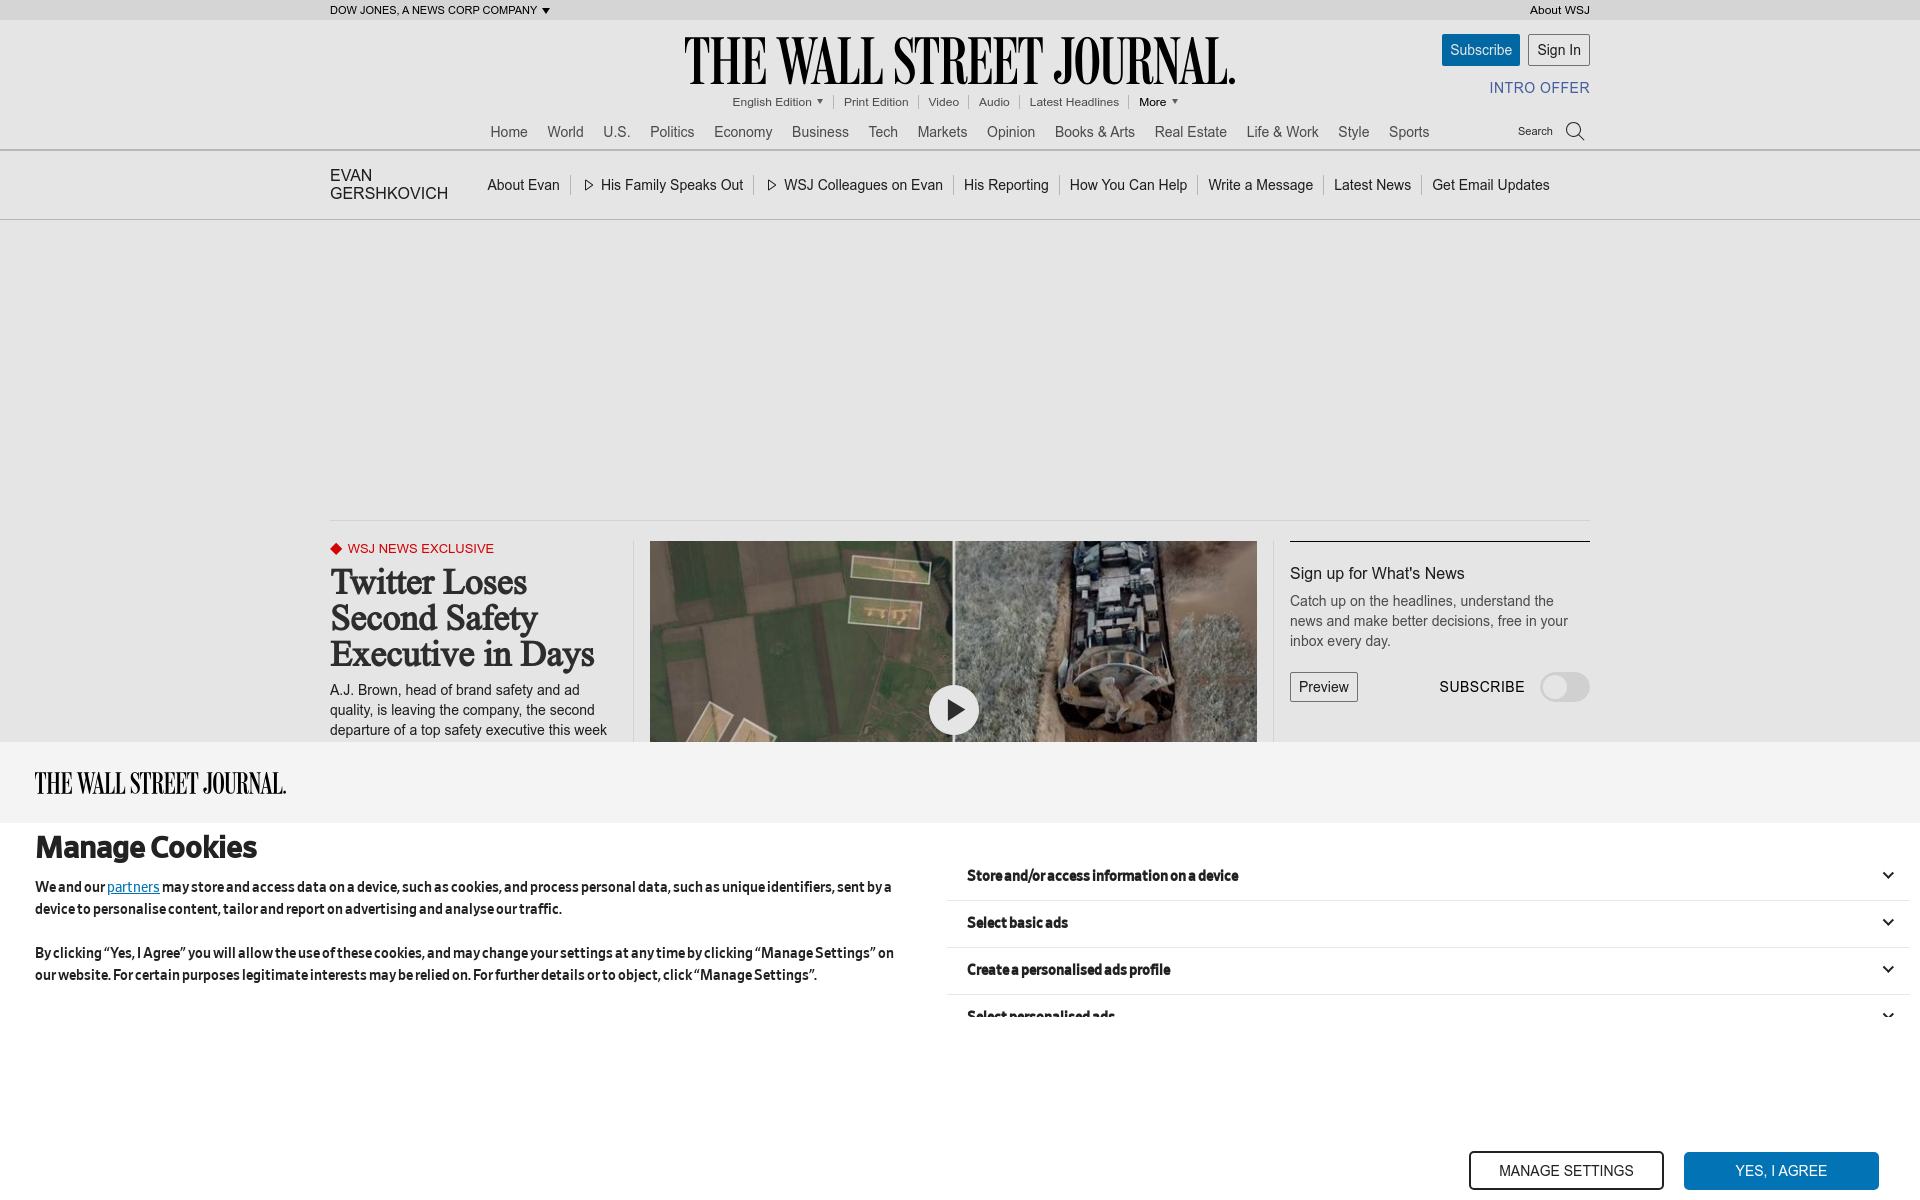 DOW JONES, A NEWS CORP COMPANY
About WSJ
THE WALL STREET JOURNAL.
Subscribe
Sign In
INTRO OFFER
English Edition
Print Edition
Video
Audio
Latest Headlines
More
Home
World
U.S.
Politics
Economy
Business
Tech
Markets
Opinion
Books & Arts
Real Estate
Life & Work
Style
Sports
Search
EVAN
GERSHKOVICH
About Evan
His Family Speaks Out
WSJ Colleagues on Evan
His Reporting
How You Can Help
Write a Message
Latest News
Get Email Updates
WSJ NEWS EXCLUSIVE
Twitter Loses
Second Safety
Executive in Days
A.J. Brown, head of brand safety and ad
quality, is leaving the company, the second
departure of a top safety executive this week
Sign up for What's News
Catch up on the headlines, understand the
news and make better decisions, free in your
inbox every day.
Preview
SUBSCRIBE
THE WALL STREET JOURNAL.
Manage Cookies
We and our partners may store and access data on a device, such as cookies, and process personal data, such as unique identifiers, sent by a
device to personalise content, tailor and report on advertising and analyse our traffic.
By clicking “Yes, I Agree” you will allow the use of these cookies, and may change your settings at any time by clicking “Manage Settings” on
our website. For certain purposes legitimate interests may be relied on. For further details or to object, click “Manage Settings”.
Store and/or access information on a device
Select basic ads
Create a personalised ads profile
Select personalised ads
MANAGE SETTINGS
YES, I AGREE